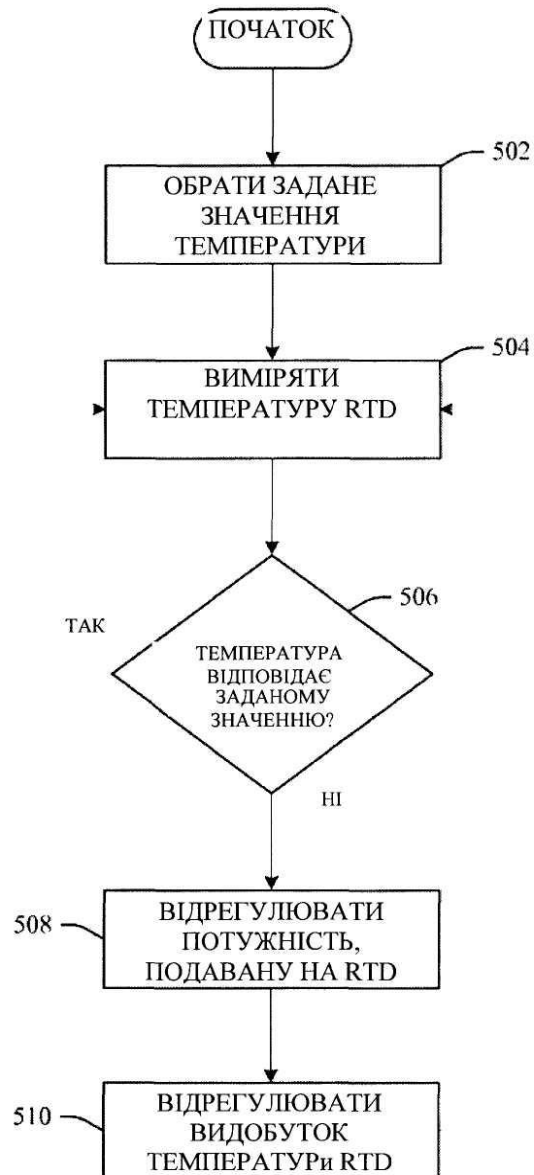 ПОЧАТОК
502
ОБРАТИ ЗАДАНЕ
ЗНАЧЕННЯ
ТЕМПЕРАТУРИ
504
ВИМІРЯТИ
ТЕМПЕРАТУРУ RTD
506
ТАК
ТЕМПЕРАТУРА
ВІДПОВІДАЄ
ЗАДАНОМУ
ЗНАЧЕННЮ?
НІ
508
ВІДРЕГУЛЮВАТИ
ПОТУЖНІСТЬ,
ПОДАВАНУ НА RTD
510
ВІДРЕГУЛЮВАТИ
ВИДОБУТОК
ТЕМПЕРАТУРи RTD